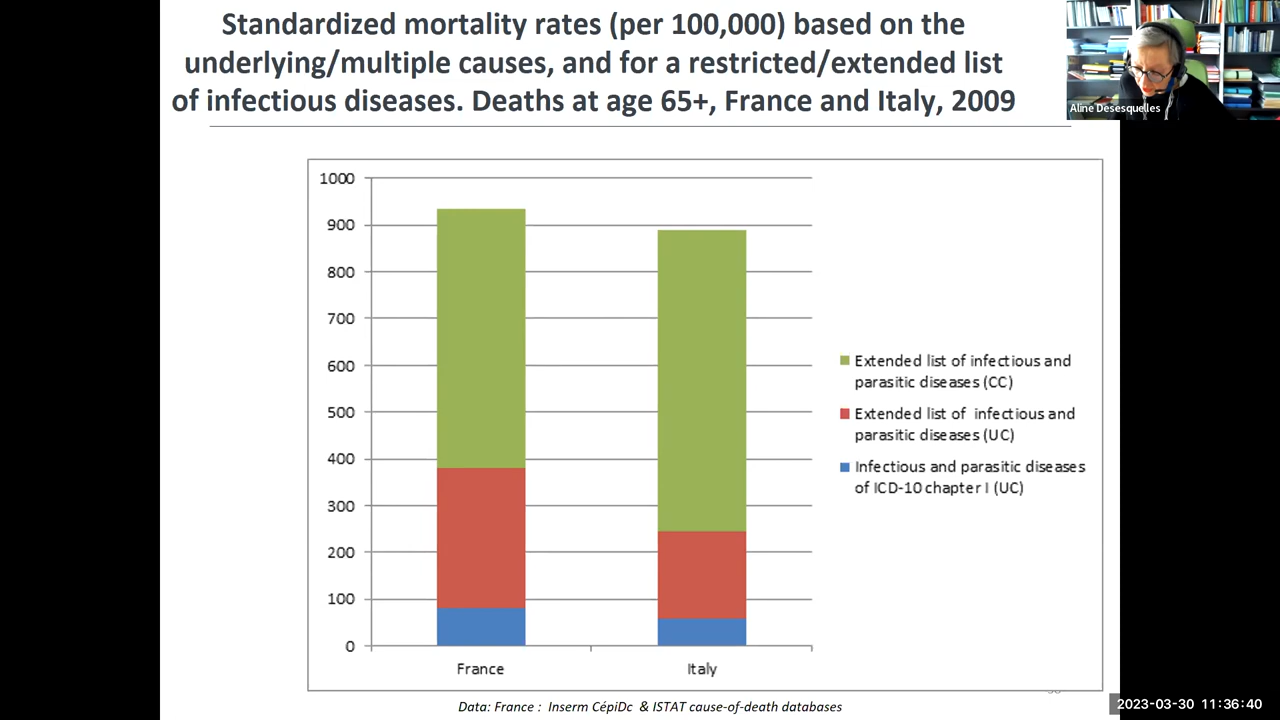 Standardized mortality rates (per 100,000) based on the
underlying/multiple causes, and for a restricted/extended list
of infectious diseases. Deaths at age 65+, France and Italy, 2009
Aline Desesquelles
1000
900
800
700
600
500
400
300
200
100
0
France
Italy
Extended list of infectious and
parasitic diseases (CC)
Extended list of infectious and
parasitic diseases (UC)
Infectious and parasitic diseases
of ICD-10 chapter I (UC)
Data: France : Inserm CépiDc & ISTAT cause-of-death databases
2023-03-30 11:36:40